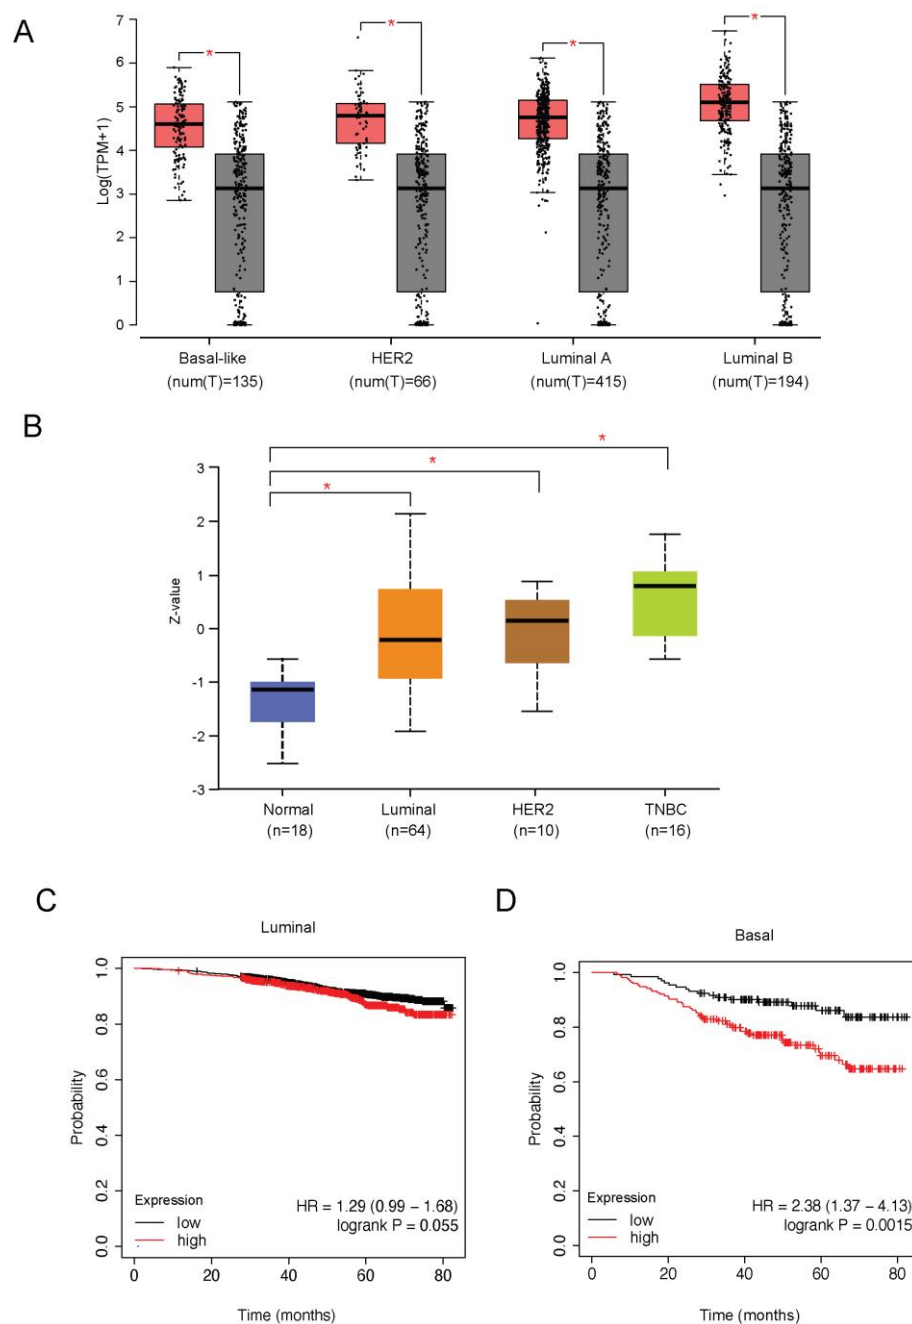 A
Log(TPM+1)
7
6
5
4
3
2
1
0
*
*
*
*
Basal-like
(num(T)=135)
HER2
(num(T)=66)
Luminal A
(num(T)=415)
Luminal B
(num(T)=194)
B
Z-value
3
2
1
0
-1
-2
-3
*
*
*
Normal
(n=18)
Luminal
(n=64)
HER2
(n=10)
TNBC
(n=16)
C
Luminal
Probability
1.0
0.8
0.6
0.4
0.2
0.0
Expression
low
high
HR = 1.29 (0.99 − 1.68)
logrank P = 0.055
0 20 40 60 80
Time (months)
D
Basal
Probability
1.0
0.8
0.6
0.4
0.2
0.0
Expression
low
high
HR = 2.38 (1.37 − 4.13)
logrank P = 0.0015
0 20 40 60 80
Time (months)